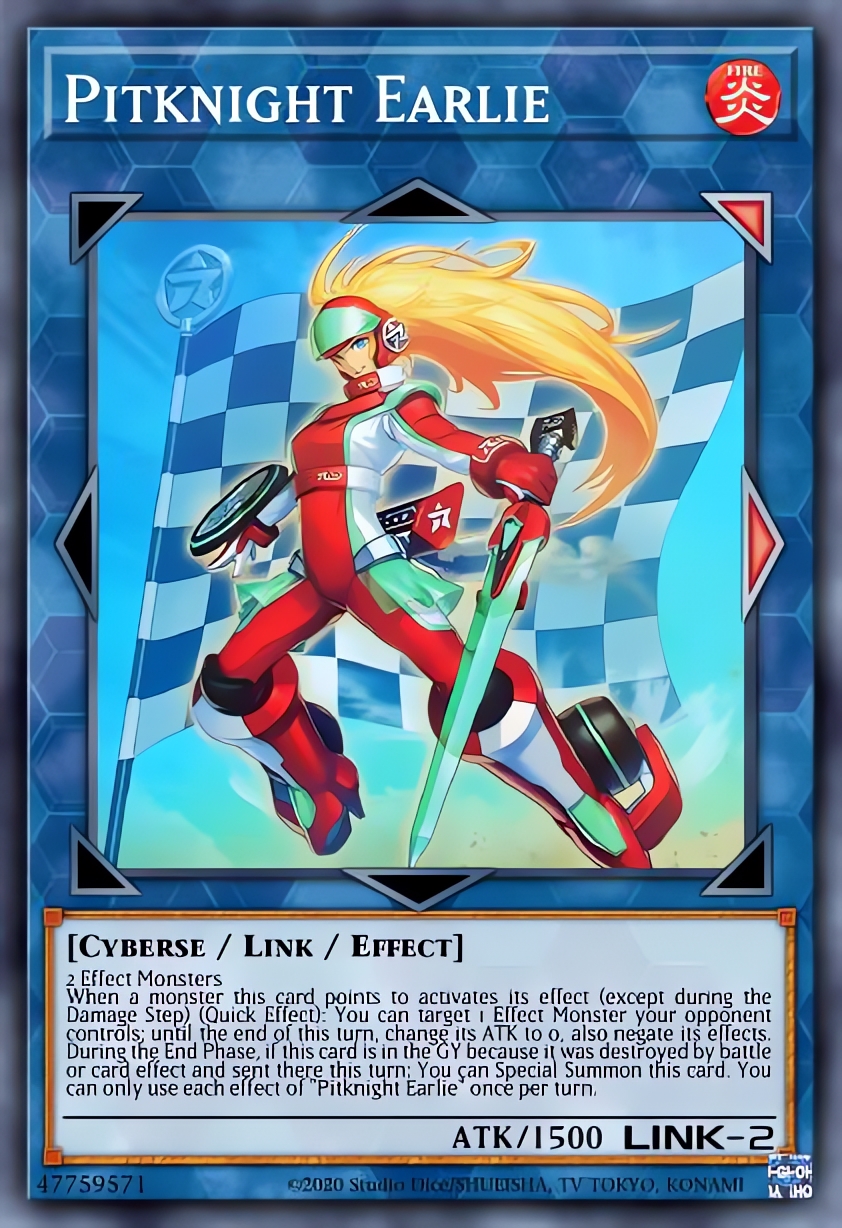 PITKNIGHT EARLIE
FIRE
炎
[CYBERSE / LINK / EFFECT]
2 Effect Monsters
When a monster this card points to activates its effect (except during the
Damage Step) (Quick Effect): You can target 1 Effect Monster your opponent
controls; until the end of this turn, change its ATK to 0, also negate its effects.
During the End Phase, if this card is in the GY because it was destroyed by battle
or card effect and sent there this turn: You can Special Summon this card. You
can only use each effect of "Pitknight Earlie" once per turn.
ATK/1500 LINK-2
47759571 ©2020 Studio Dice/SHUEISHA, TV TOKYO, KONAMI